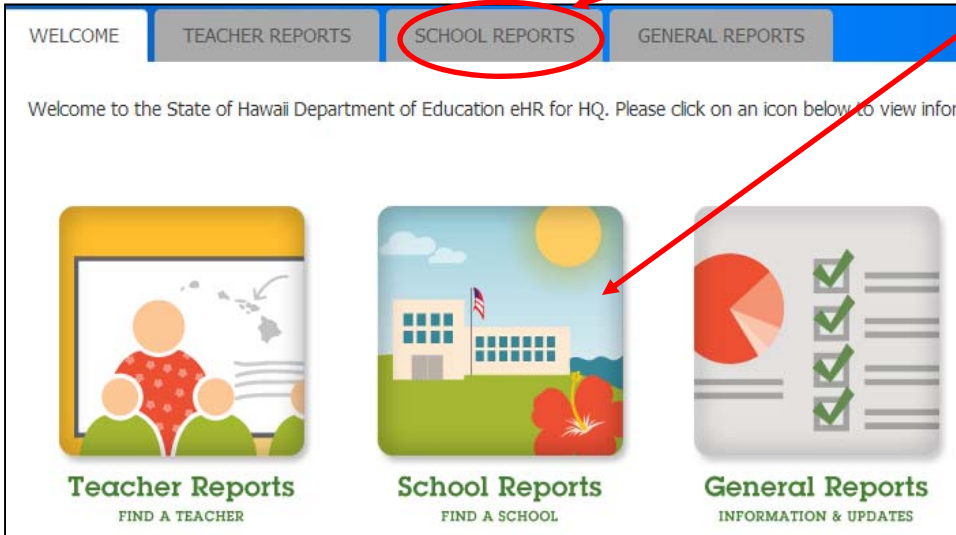 WELCOME TEACHER REPORTS SCHOOL REPORTS GENERAL REPORTS
Welcome to the State of Hawaii Department of Education eHR for HQ. Please click on an icon below to view
Teacher Reports School Reports General Reports
FIND A TEACHER FIND A SCHOOL INFORMATION & UPDATES